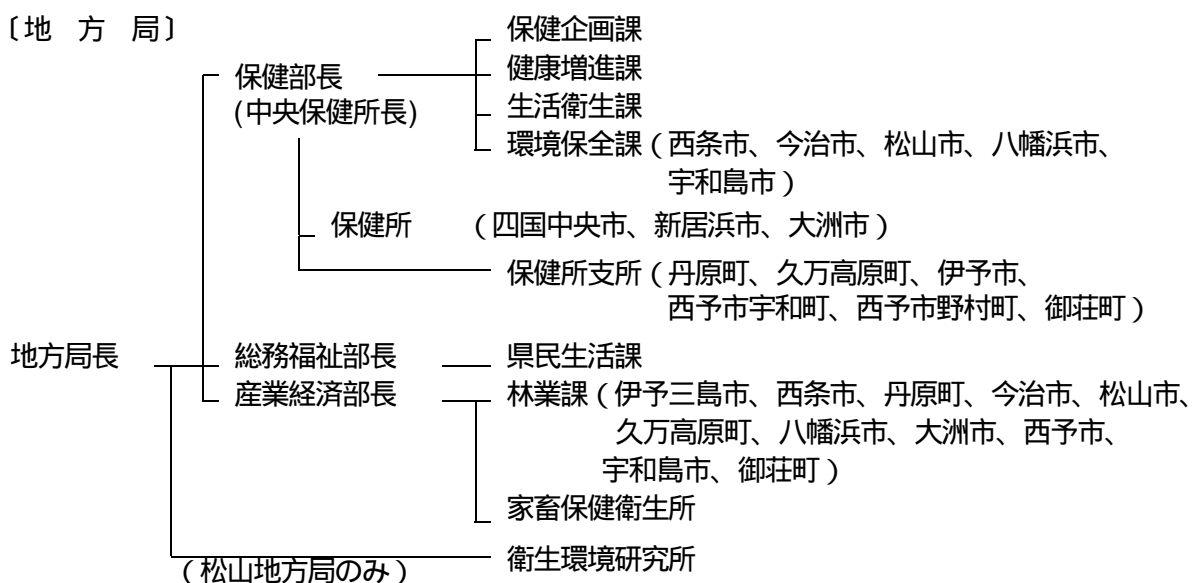 〔地 方 局〕
保健企画課
保健部長
健康増進課
(中央保健所長)
生活衛生課
環境保全課（西条市、今治市、松山市、八幡浜市、
宇和島市）
保健所 （四国中央市、新居浜市、大洲市）
保健所支所（丹原町、久万高原町、伊予市、
西予市宇和町、西予市野村町、御荘町）
地方局長
総務福祉部長
県民生活課
産業経済部長
林業課（伊予三島市、西条市、丹原町、今治市、松山市、
久万高原町、八幡浜市、大洲市、西予市、
宇和島市、御荘町）
家畜保健衛生所
衛生環境研究所
（松山地方局のみ）